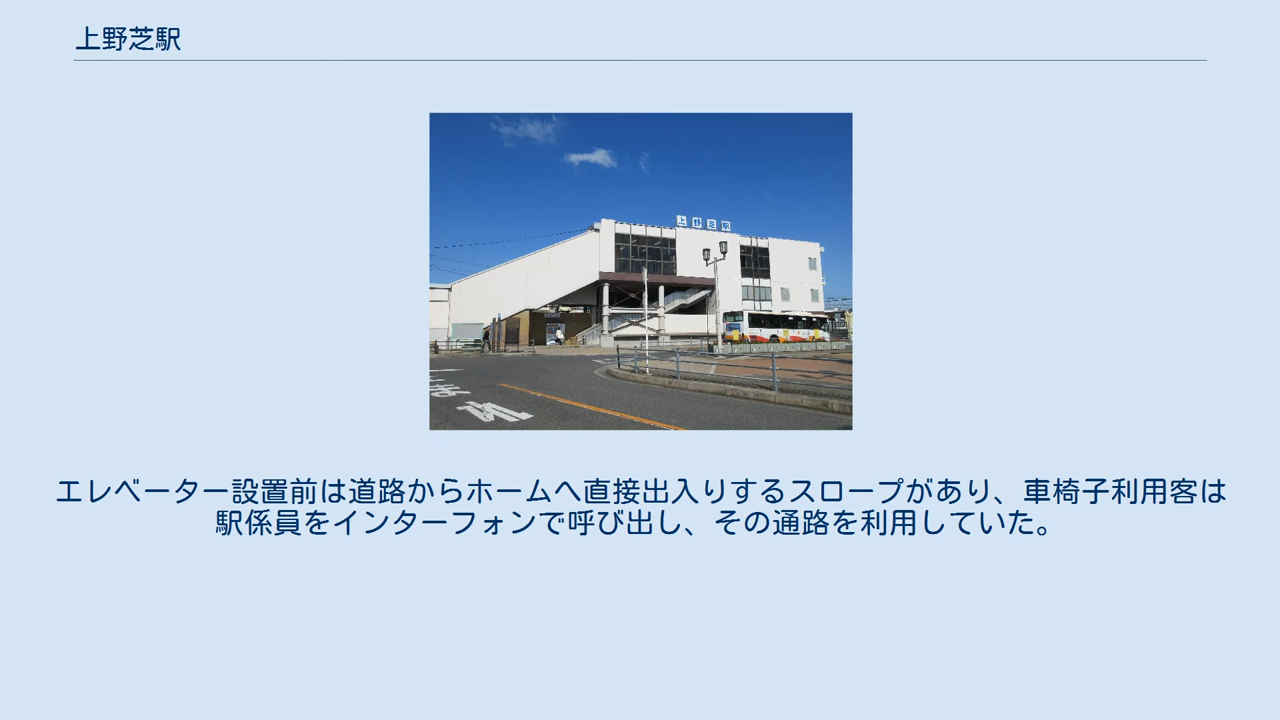 上野芝駅
上野芝駅
エレベーター設置前は道路からホームへ直接出入りするスロープがあり、車椅子利用客は
駅係員をインターフォンで呼び出し、その通路を利用していた。